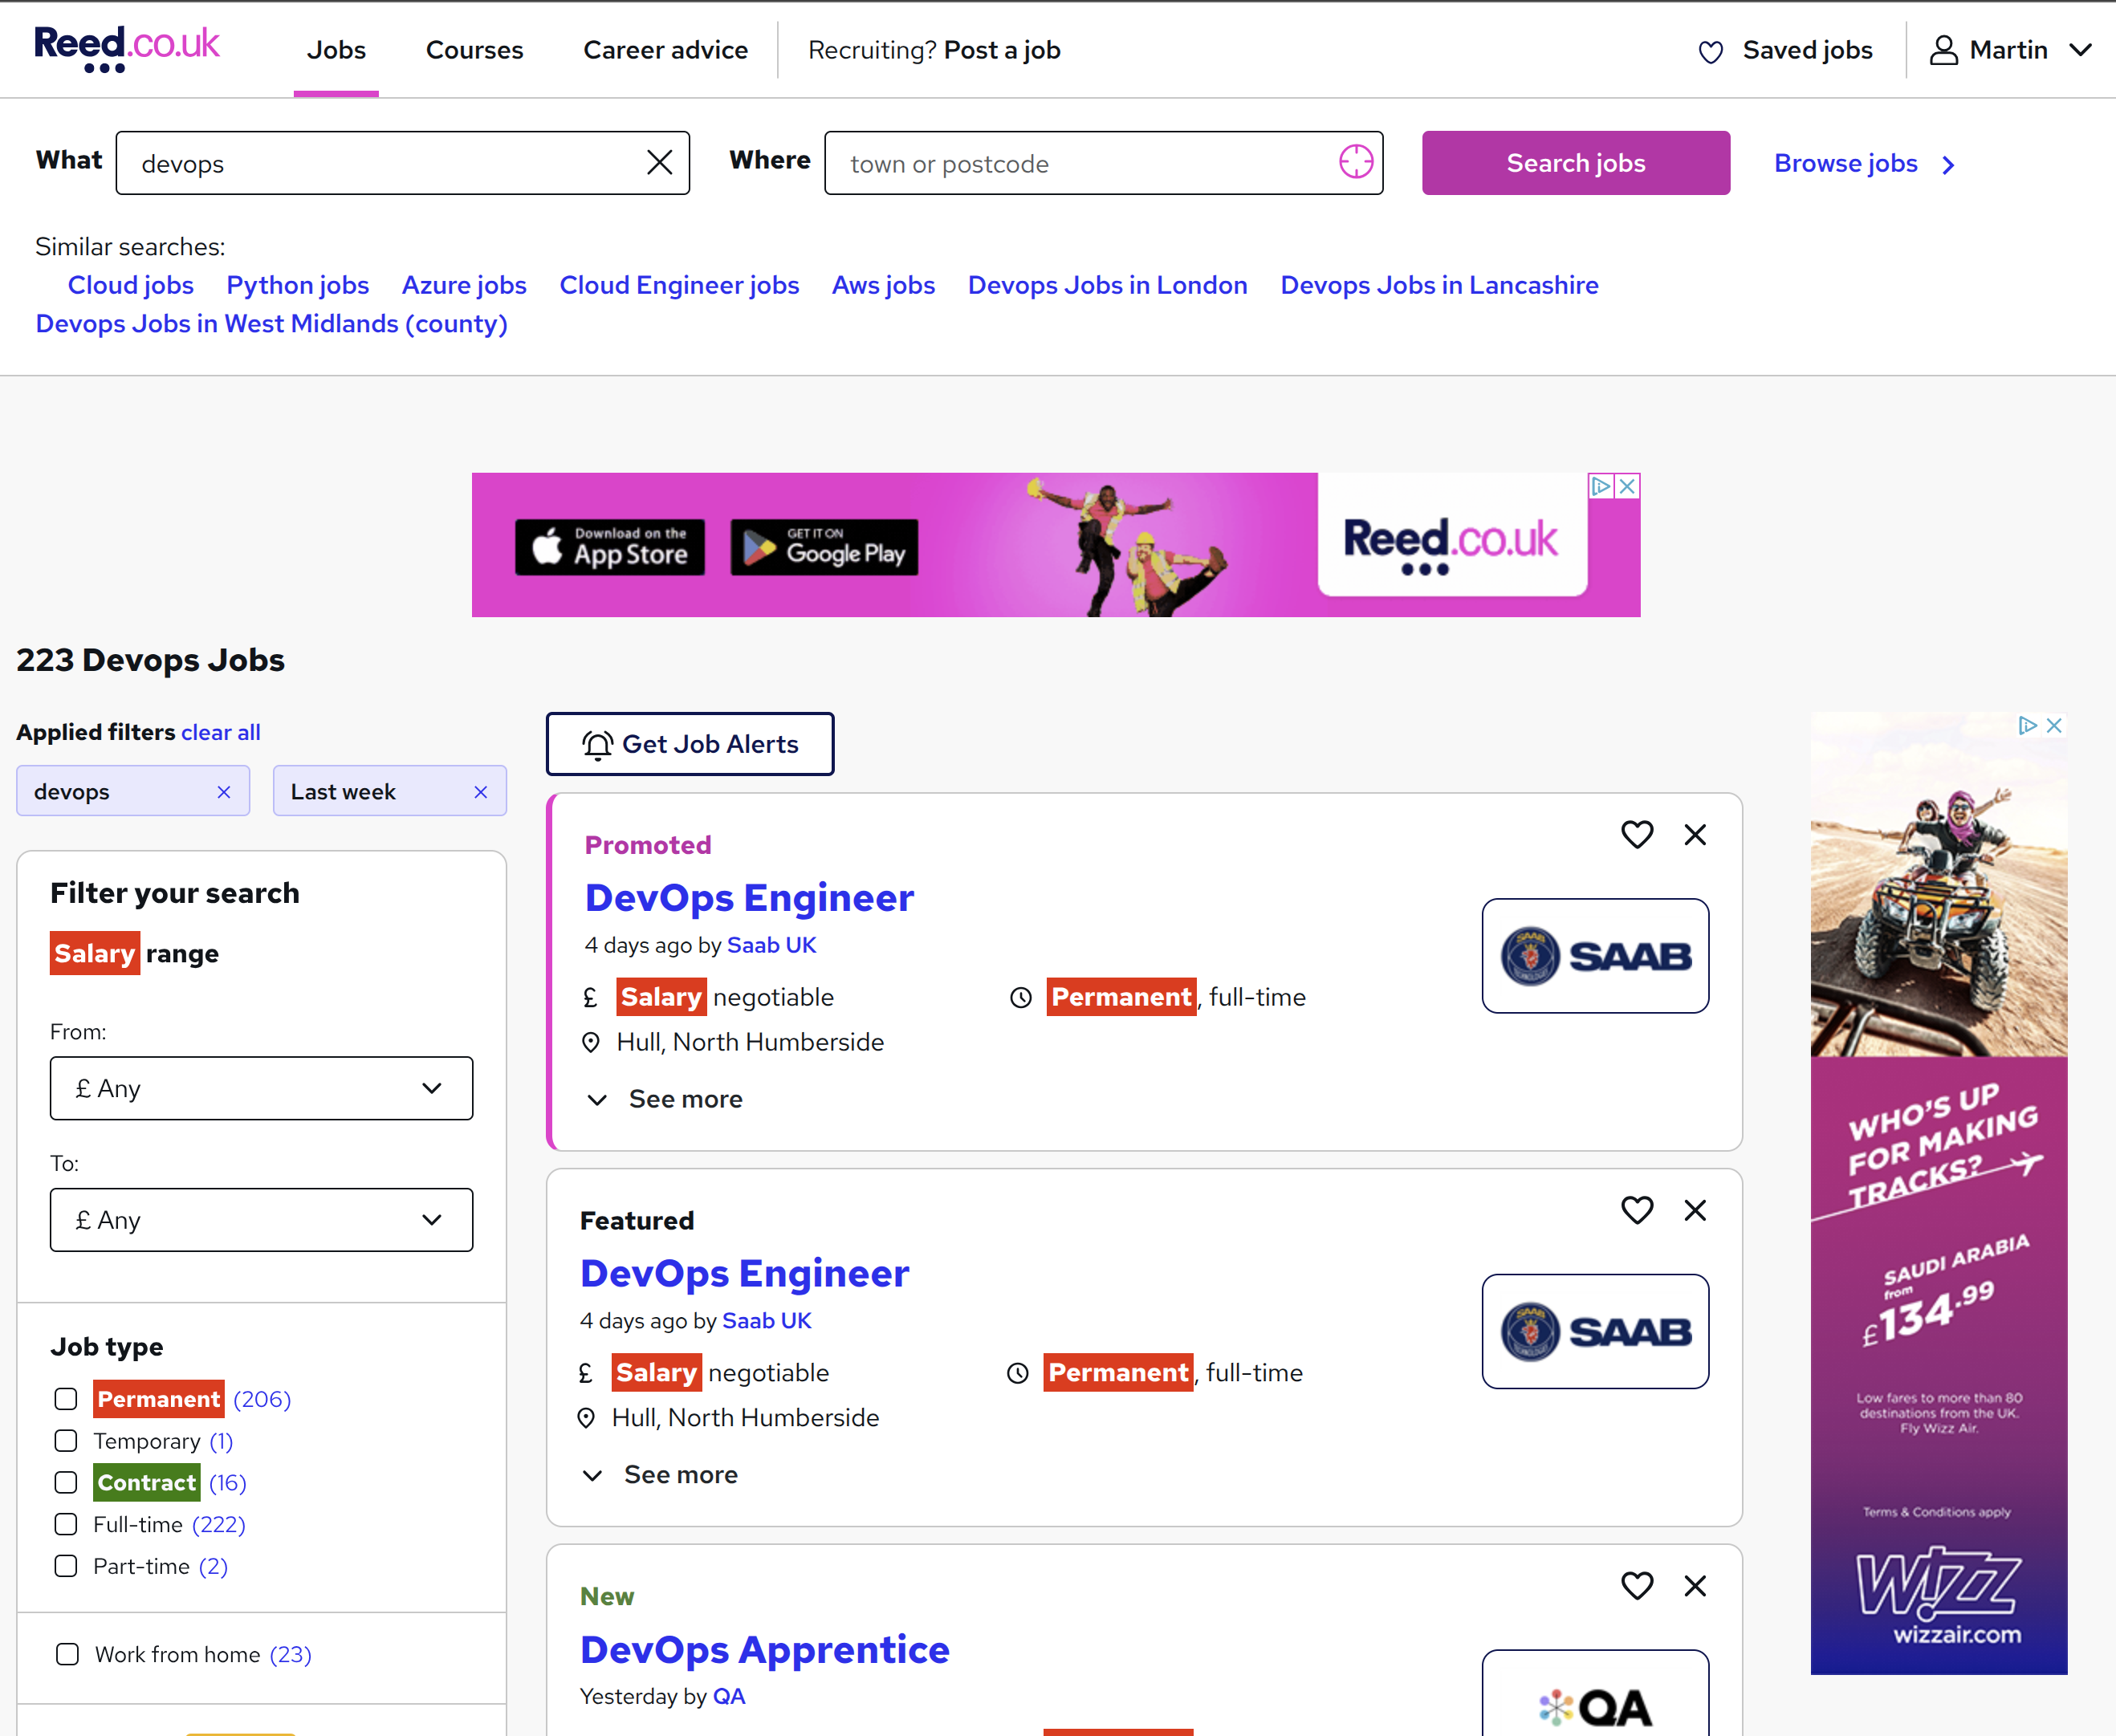 Reed.co.uk
Jobs
Courses
Career advice
Recruiting? Post a job
Saved jobs
Martin
What
devops
Where
town or postcode
Search jobs
Browse jobs
Similar searches:
Cloud jobs Python jobs Azure jobs Cloud Engineer jobs Aws jobs Devops Jobs in London Devops Jobs in Lancashire
Devops Jobs in West Midlands (county)
Download on the
App Store
GET IT ON
Google Play
Reed.co.uk
223 Devops Jobs
Applied filters clear all
devops
Last week
Filter your search
Salary range
From:
£ Any
To:
£ Any
Job type
Permanent (206)
Temporary (1)
Contract (16)
Full-time (222)
Part-time (2)
Work from home (23)
Get Job Alerts
Promoted
DevOps Engineer
4 days ago by Saab UK
£ Salary negotiable
Permanent, full-time
Hull, North Humberside
See more
SAAB
Featured
DevOps Engineer
4 days ago by Saab UK
£ Salary negotiable
Permanent, full-time
Hull, North Humberside
See more
SAAB
New
DevOps Apprentice
Yesterday by QA
QA
WHO'S UP
FOR MAKING
TRACKS?
SAUDI ARABIA
from
£134.99
Low fares to more than 80
destinations from the UK.
Fly Wizz Air.
Terms & Conditions apply
WIZZ
wizzair.com